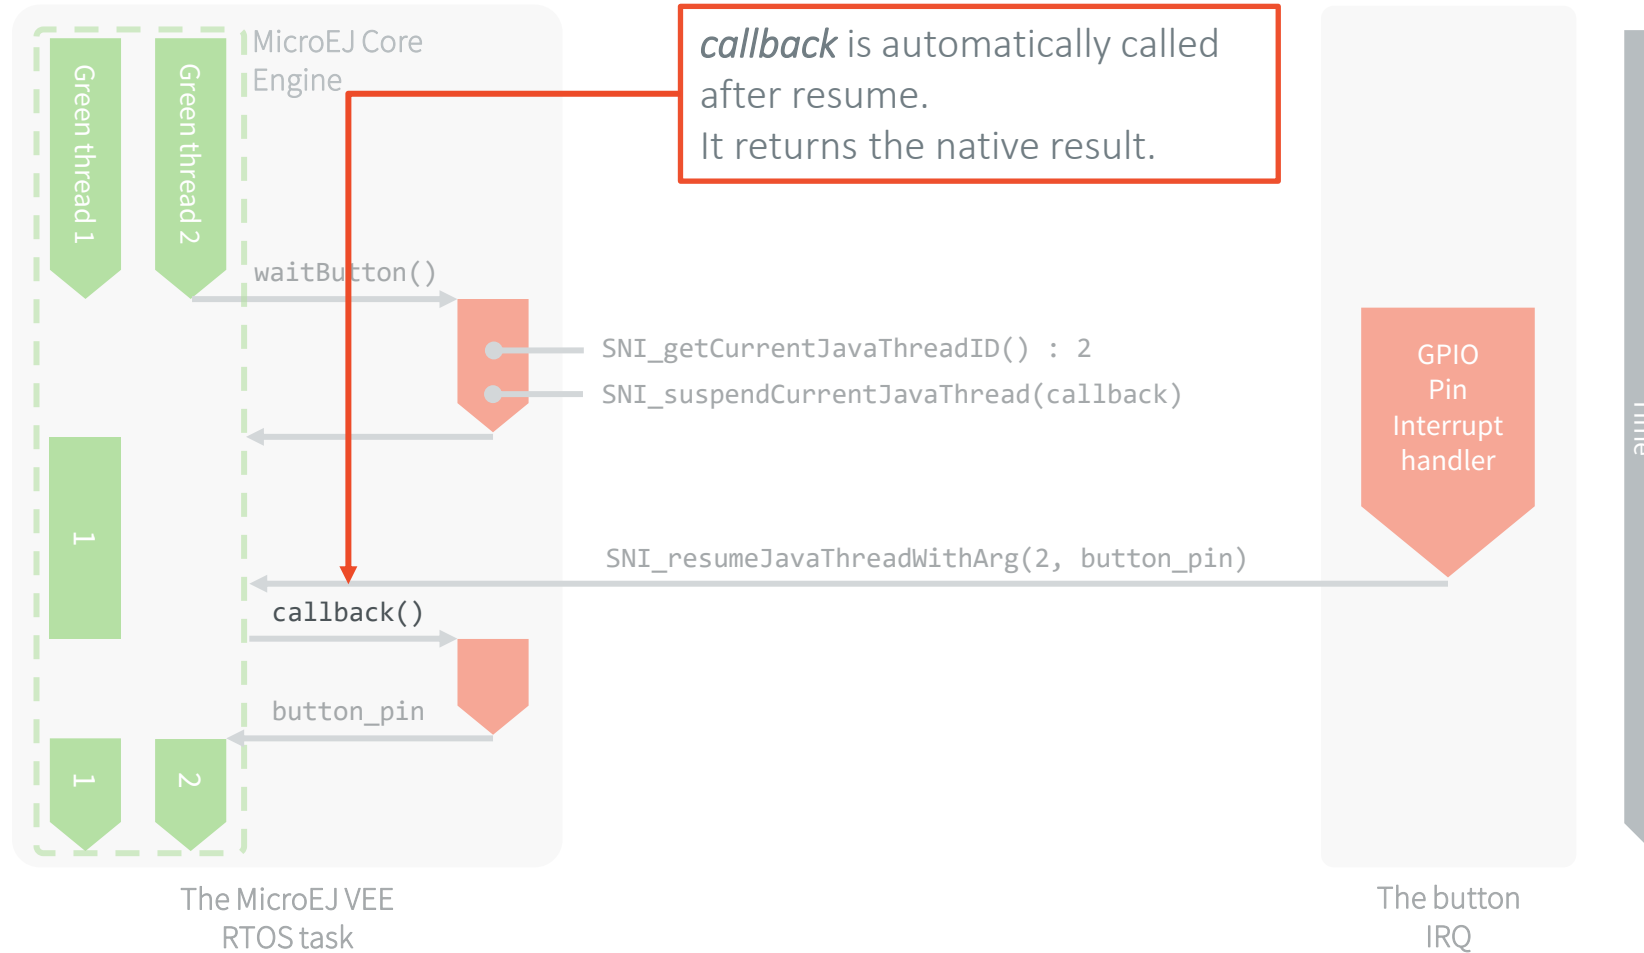 MicroEJ Core
Engine
callback is automatically called
after resume.
It returns the native result.
Green thread 1
Green thread 2
waitButton()
SNI_getCurrentJavaThreadID() : 2
SNI_suspendCurrentJavaThread(callback)
GPIO
Pin
Interrupt
handler
Time
1
SNI_resumeJavaThreadWithArg(2, button_pin)
callback()
button_pin
1
2
The MicroEJ VEE
RTOS task
The button
IRQ